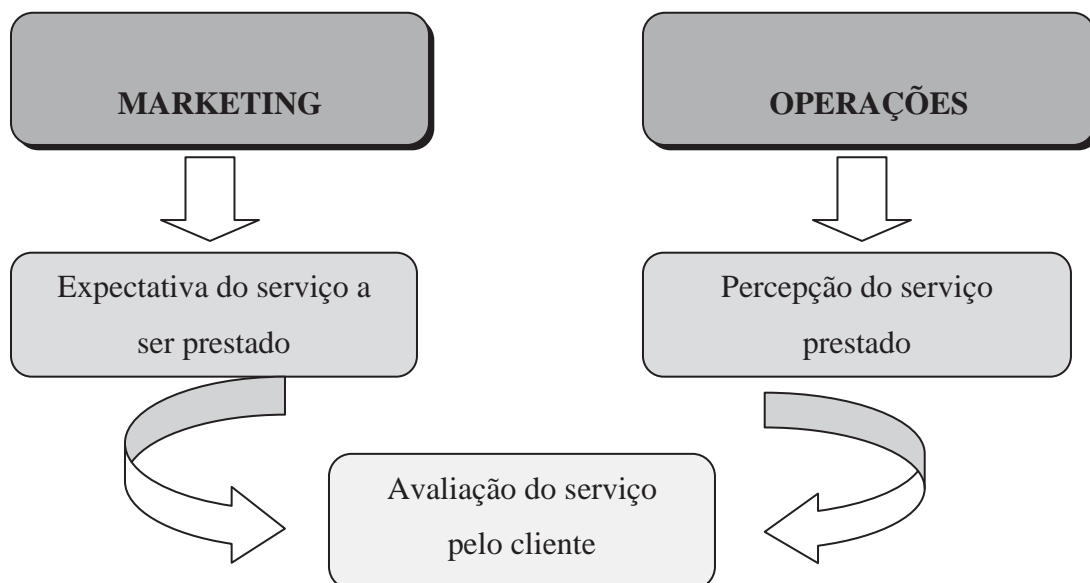 MARKETING
OPERAÇÕES
Expectativa do serviço a
ser prestado
Percepção do serviço
prestado
Avaliação do serviço
pelo cliente